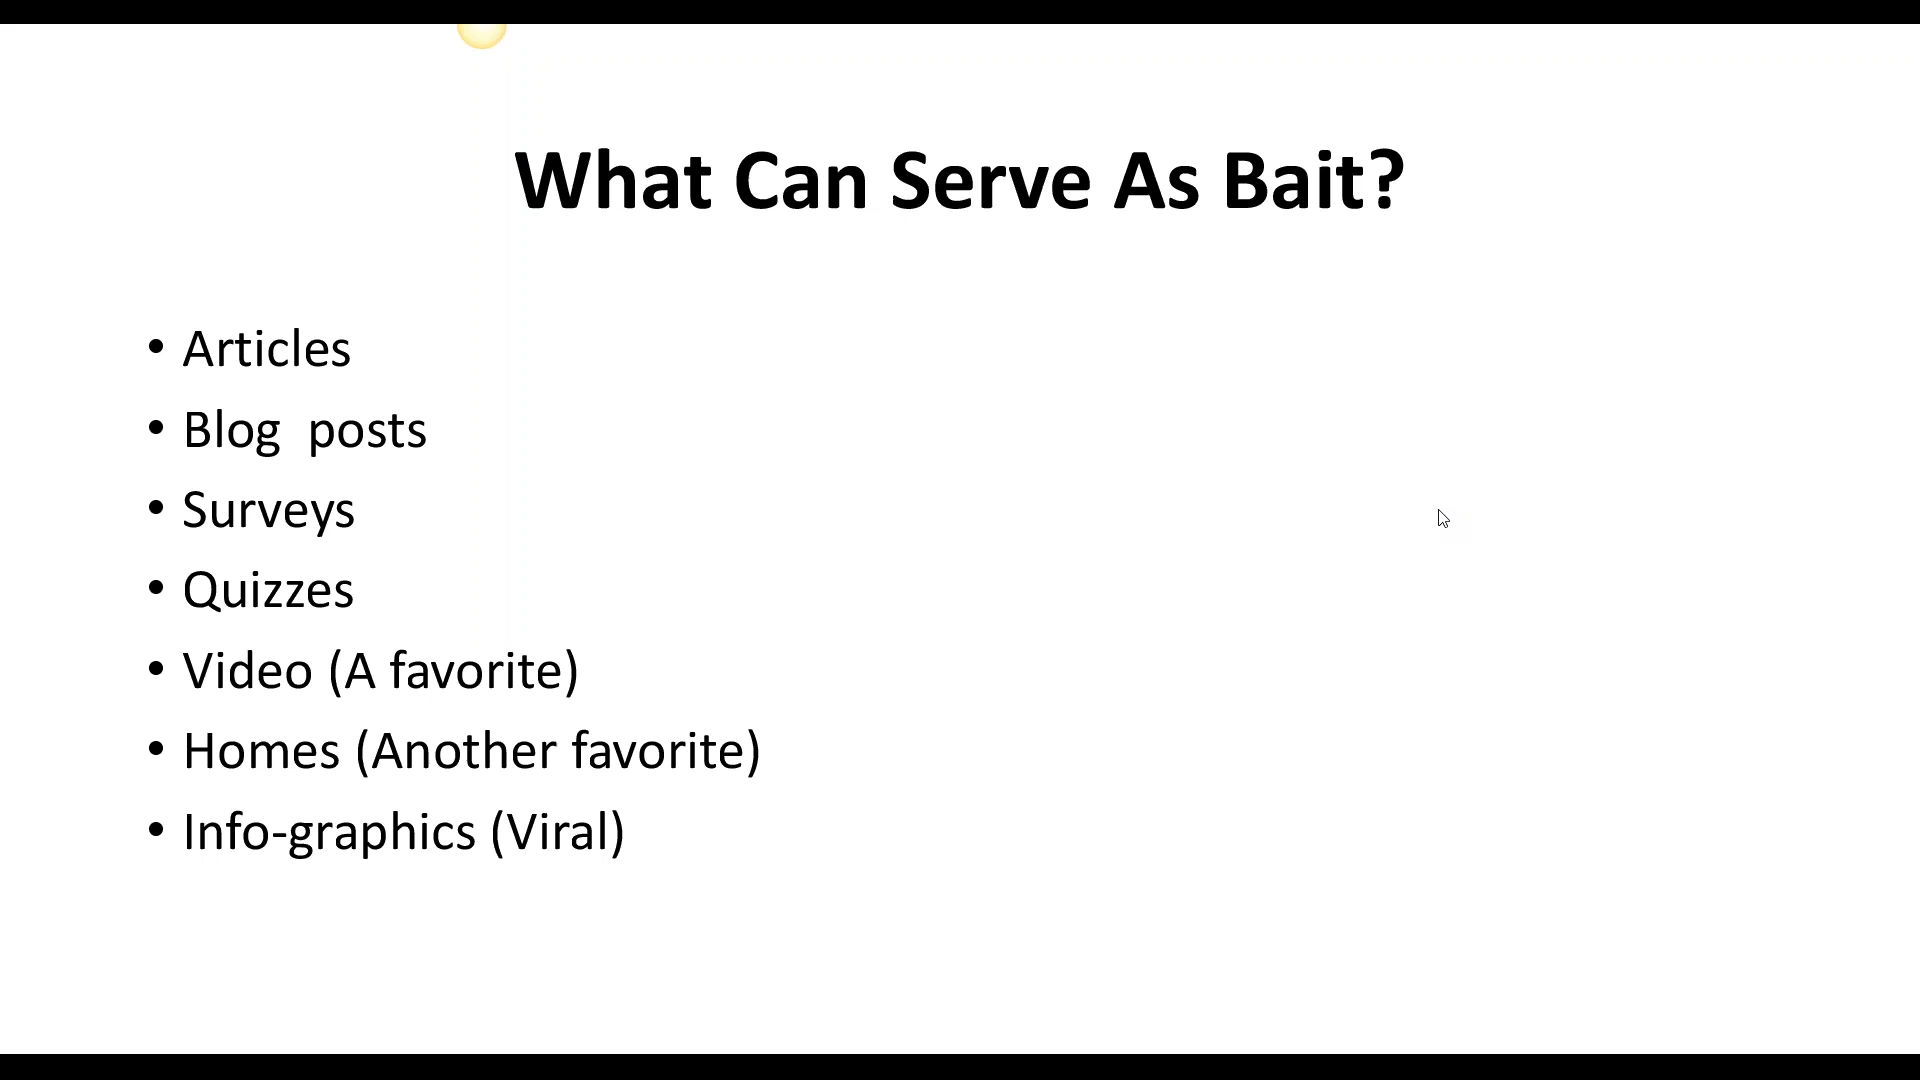 What Can Serve As Bait?
• Articles
• Blog  posts
• Surveys
• Quizzes
• Video (A favorite)
• Homes (Another favorite)
• Info-graphics (Viral)